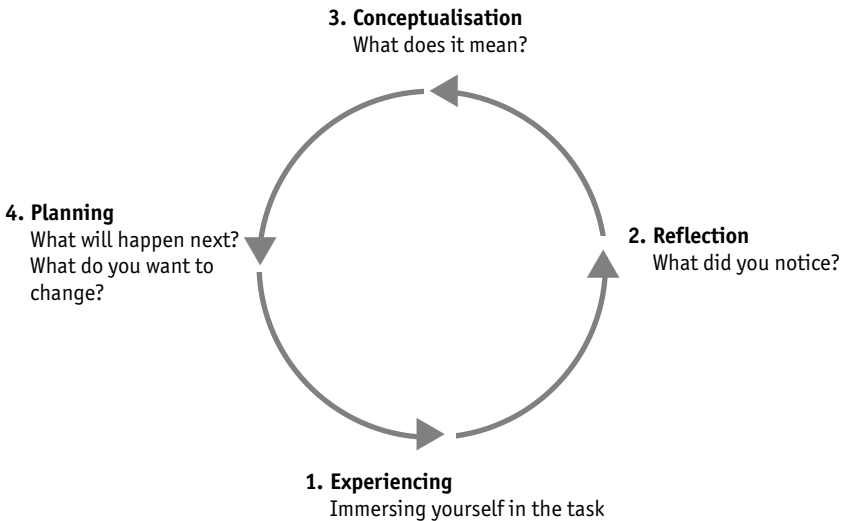 3. Conceptualisation
What does it mean?
4. Planning
What will happen next?
What do you want to
change?
2. Reflection
What did you notice?
1. Experiencing
Immersing yourself in the task